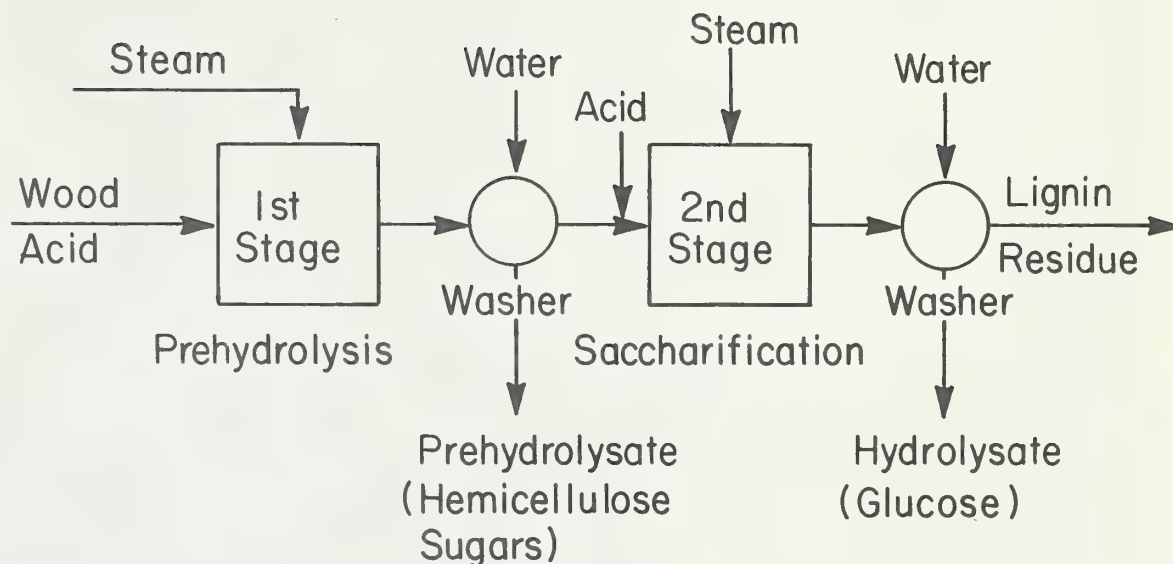 Steam
Wood
Acid
1st
Stage
Prehydrolysis
Water
Washer
Prehydrolysate
(Hemicellulose
Sugars)
Acid
Steam
2nd
Stage
Saccharification
Water
Washer
Hydrolysate
(Glucose)
Lignin
Residue